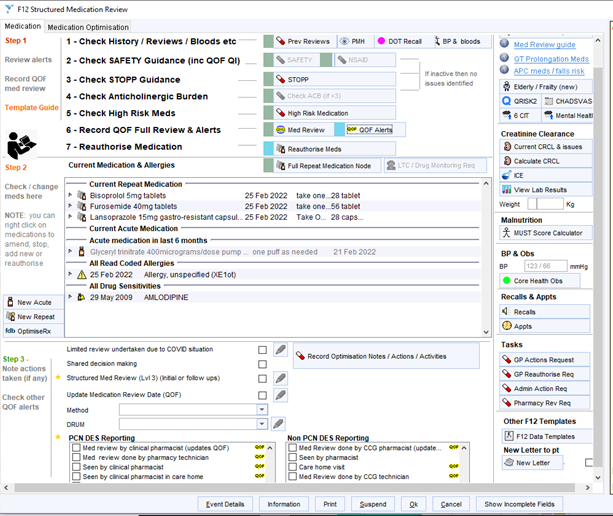 F12 Structured Medication Review
Medication
Medication Optimisation
Step 1
Review alerts
Record QOF
med review
Template Guide
1 - Check History / Reviews / Bloods etc
Prev Reviews
PMH
DOT Recall
BP & bloods
2 - Check SAFETY Guidance (inc QOF QI)
SAFETY
NSAID
3 - Check STOPP Guidance
STOPP
If inactive then no
issues identified
4 - Check Anticholinergic Burden
Check ACB (if >3)
5 - Check High Risk Meds
High Risk Medication
6 - Record QOF Full Review & Alerts
Med Review
QOF
QOF Alerts
7 - Reauthorise Medication
Reauthorise Meds
Step 2
Check / change
meds here
NOTE: you can
right click on
medications to
amend, stop,
add new or
reauthorise
Current Medication & Allergies
Full Repeat Medication Node
LTC / Drug Monitoring Req
Current Repeat Medication
Bisoprolol 5mg tablets 25 Feb 2022 take one...28 tablet
Furosemide 40mg tablets 25 Feb 2022 take one...56 tablet
Lansoprazole 15mg gastro-resistant capsul... 25 Feb 2022 Take O... 28 caps...
Current Acute Medication
Acute medication in last 6 months
Glyceryl trinitrate 400micrograms/dose pump ... one puff as needed 21 Feb 2022
All Read Coded Allergies
25 Feb 2022 Allergy, unspecified (XE1ot)
All Drug Sensitivities
29 May 2009 AMLODIPINE
New Acute
New Repeat
fdb OptimiseRx
Step 3 -
Note actions
taken (if any)
Check other
QOF alerts
Limited review undertaken due to COVID situation
Shared decision making
Structured Med Review (Lvl 3) (Initial or follow ups)
Update Medication Review Date (QOF)
Method
DRUM
Record Optimisation Notes / Actions / Activities
PCN DES Reporting
Med review by clinical pharmacist (updates QOF) QOF
Med review done by pharmacy technician QOF
Seen by clinical pharmacist
Seen by clinical pharmacist in care home
Non PCN DES Reporting
Med Review done by CCG pharmacist (update... QOF
Seen by pharmacist
Care home visit
Med Review done by CCG technician QOF
Med Review guide
QT Prolongation Meds
APC meds / falls risk
Elderly / Fraility (new)
QRISK2
CHADSVAS
6 CIT
Mental Healt
Creatinine Clearance
Current CRCL & issues
Calculate CRCL
ICE
View Lab Results
Weight
Kg
Malnutrition
MUST Score Calculator
BP & Obs
BP
123 / 66
mmHg
Core Health Obs
Recalls & Appts
Recalls
Appts
Tasks
GP Actions Request
GP Reauthorise Req
Admin Action Req
Pharmacy Rev Req
Other F12 Templates
F12 Data Templates
New Letter to pt
New Letter
Event Details
Information
Print
Suspend
Ok
Cancel
Show Incomplete Fields